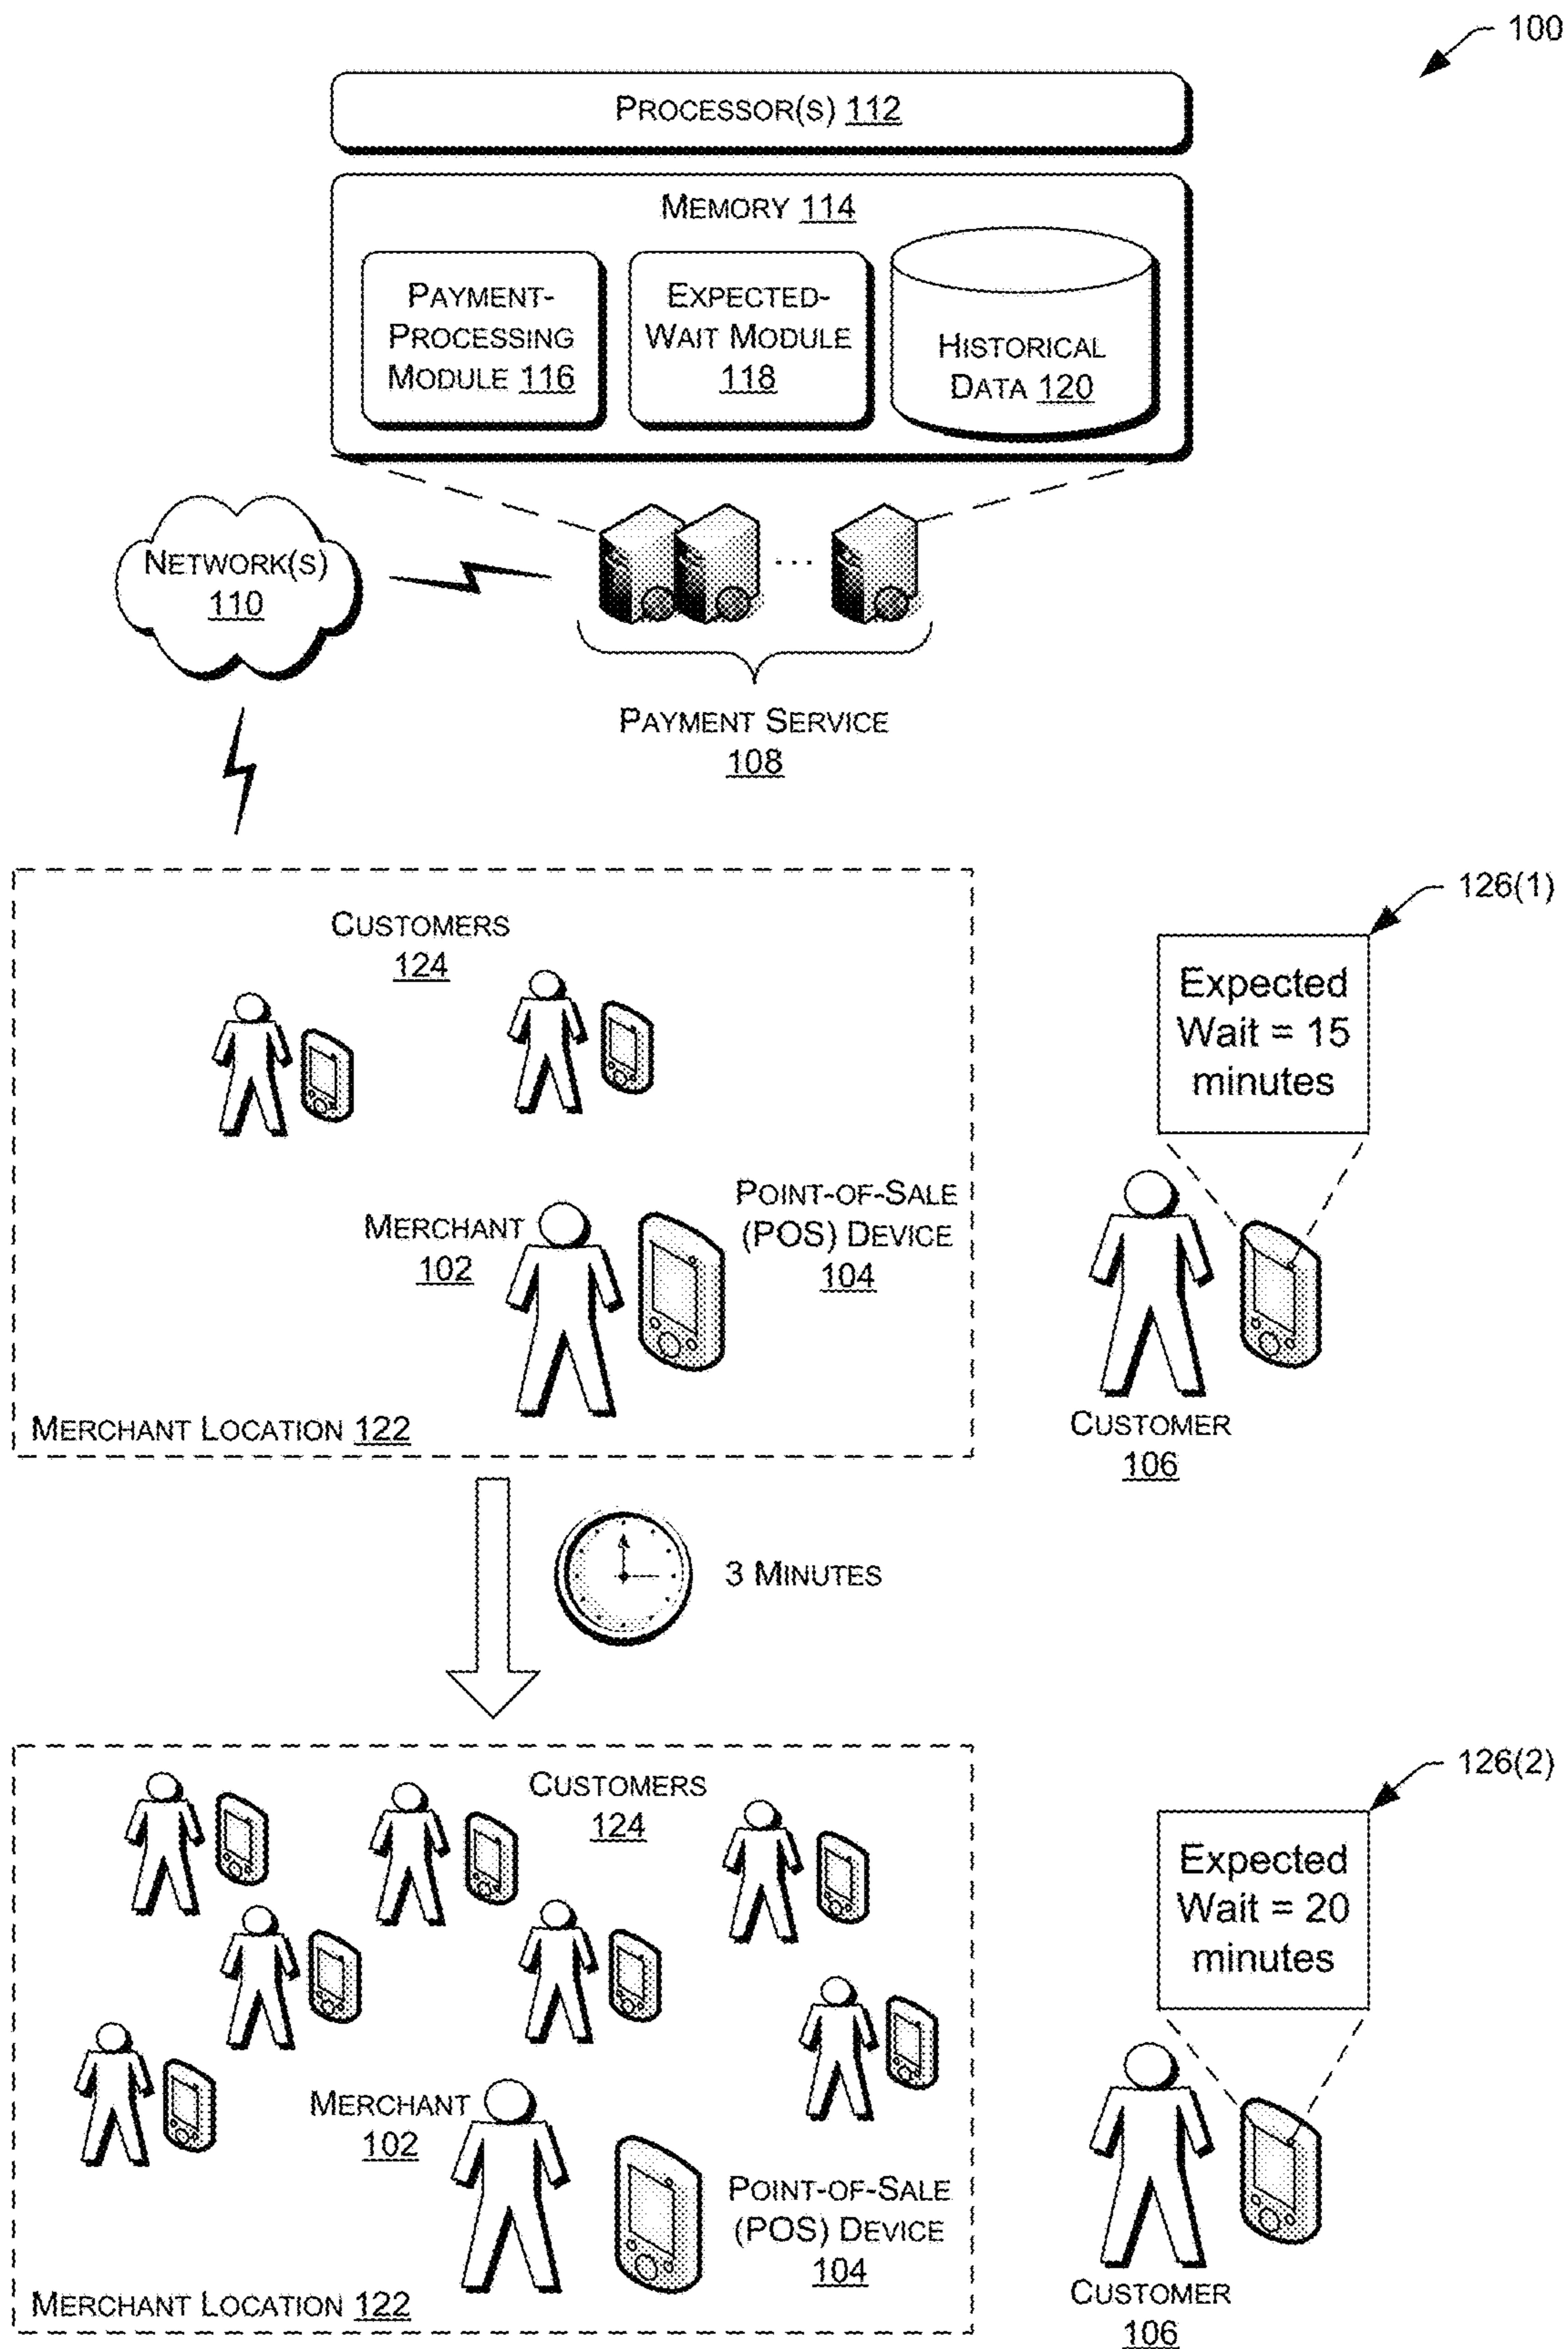 100
PROCESSOR(S) 112
MEMORY 114
PAYMENT-
PROCESSING
MODULE 116
EXPECTED-
WAIT MODULE
118
HISTORICAL
DATA 120
NETWORK(S)
110
...
PAYMENT SERVICE
108
CUSTOMERS
124
126(1)
Expected
Wait = 15
minutes
MERCHANT
102
POINT-OF-SALE
(POS) DEVICE
104
MERCHANT LOCATION 122
CUSTOMER
106
3 MINUTES
CUSTOMERS
124
126(2)
Expected
Wait = 20
minutes
MERCHANT
102
POINT-OF-SALE
(POS) DEVICE
104
MERCHANT LOCATION 122
CUSTOMER
106